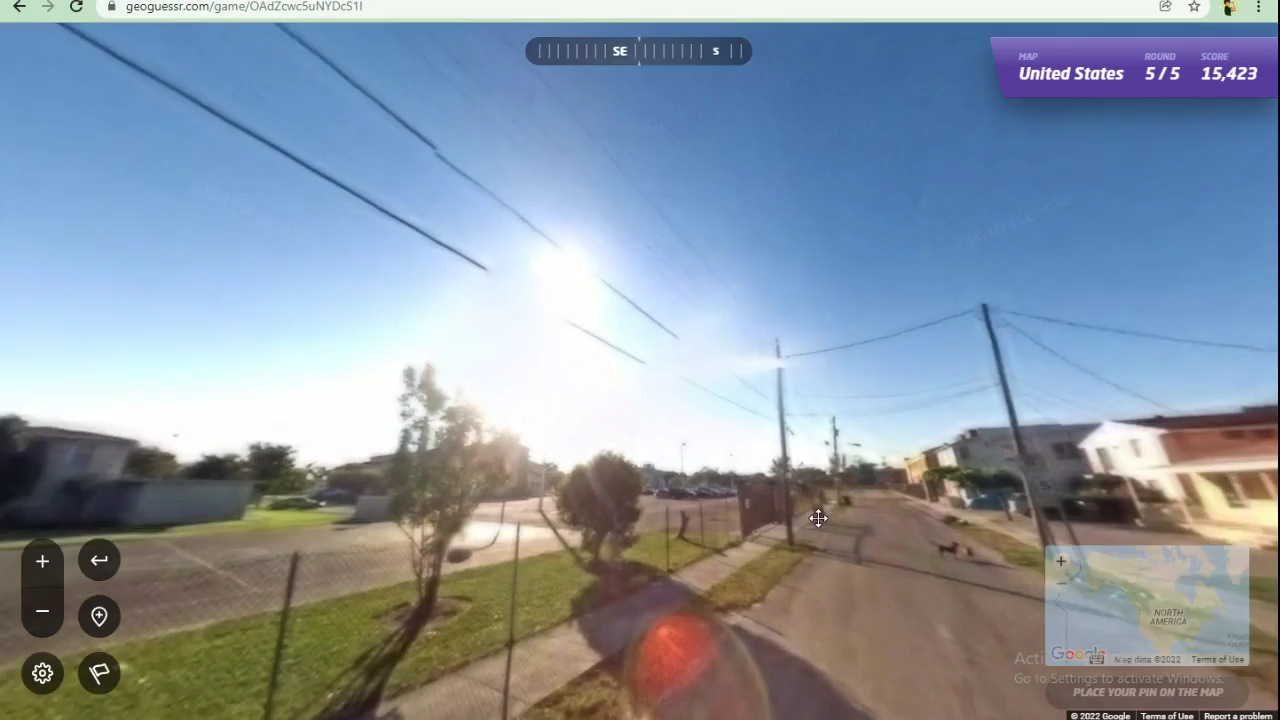 geoguessr.com/game/OAdZcwc5uNYDcS1I
SE
S
MAP
ROUND
SCORE
United States
5 / 5
15,423
+
−
+
NORTH
AMERICA
Google
Map data ©2022
Terms of Use
Go to Settings to activate Windows.
PLACE YOUR PIN ON THE MAP
© 2022 Google
Terms of Use
Report a problem